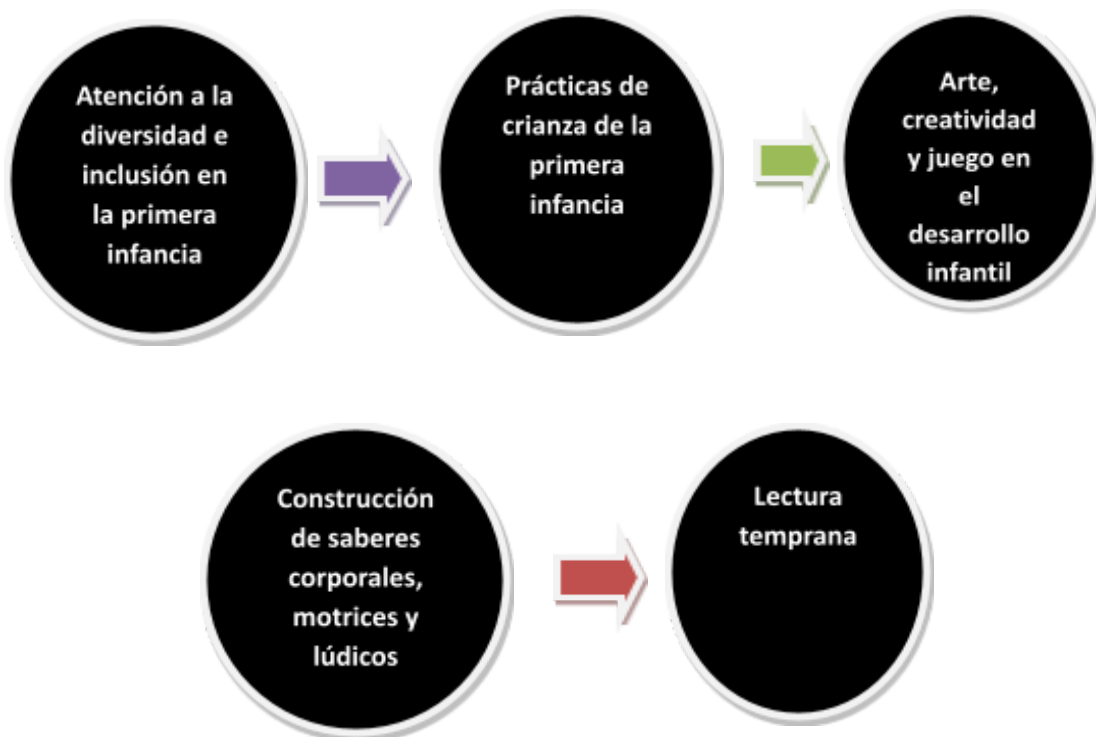 Atención a la
diversidad e
inclusión en
la primera
infancia
Prácticas de
crianza de la
primera
infancia
Arte,
creatividad
y juego en
el
desarrollo
infantil
Construcción
de saberes
corporales,
motrices y
lúdicos
Lectura
temprana